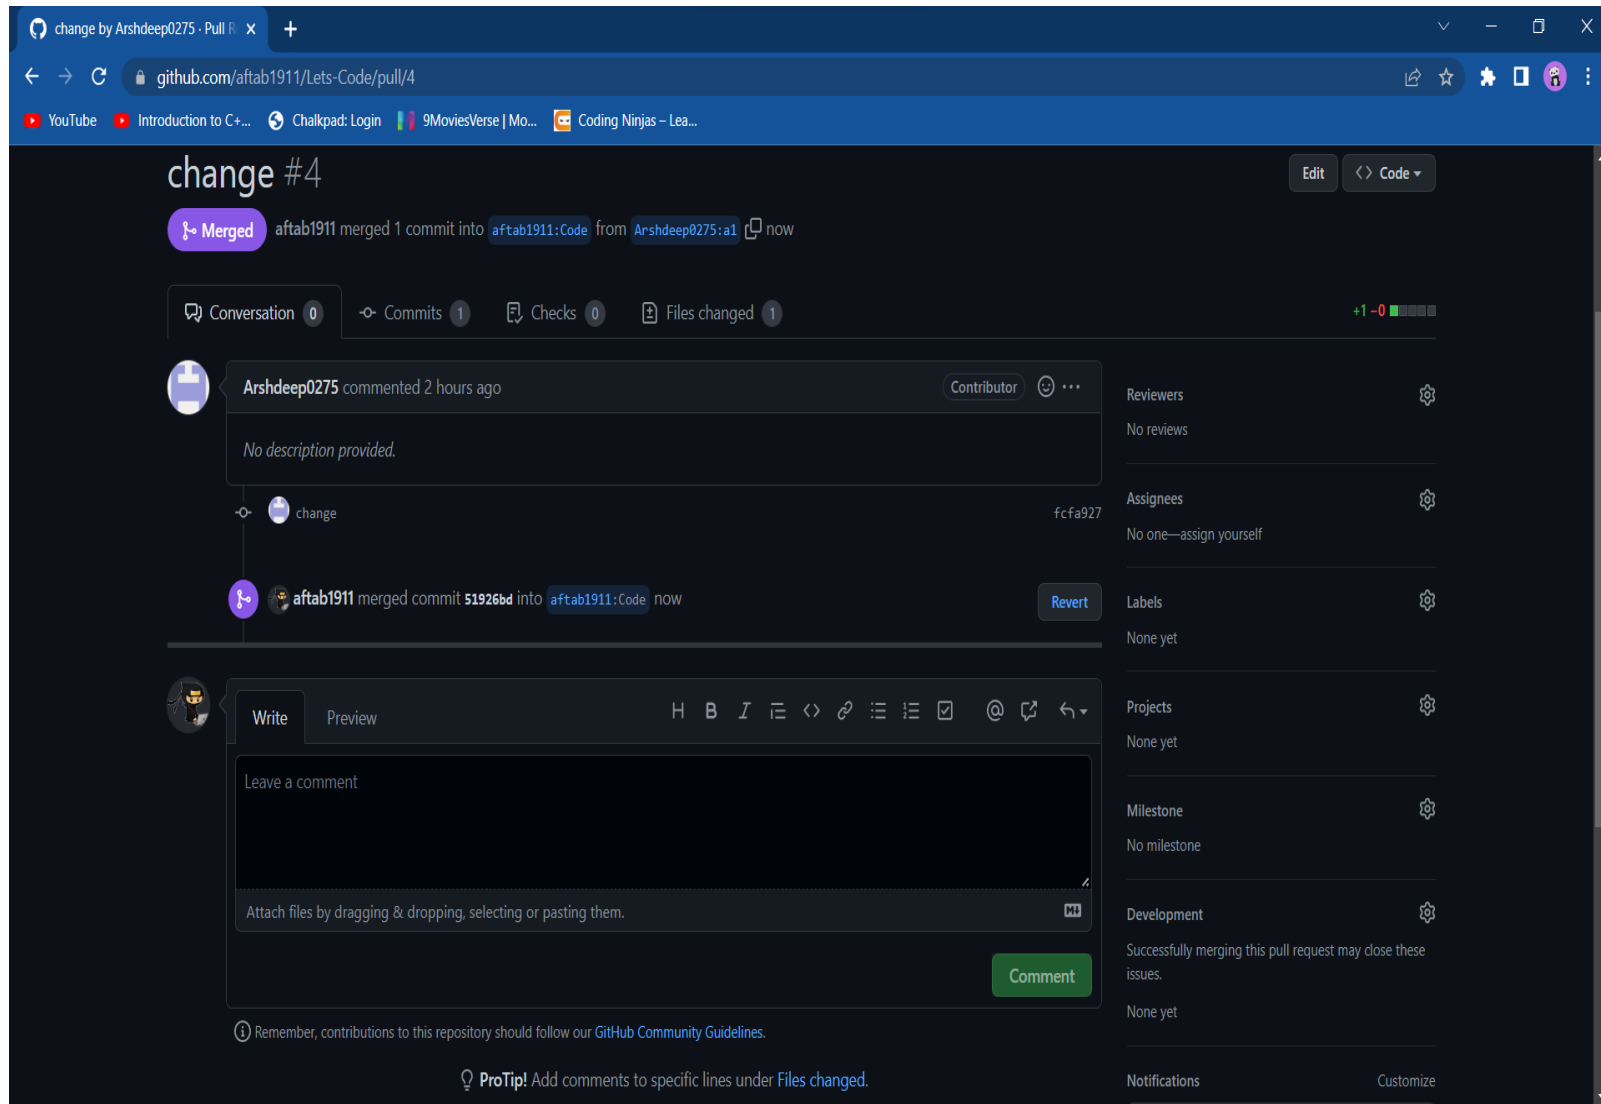 change by Arshdeep0275 · Pull R
github.com/aftab1911/Lets-Code/pull/4
YouTube Introduction to C+... Chalkpad: Login 9MoviesVerse | Mo... Coding Ninjas – Lea...
change #4
Edit Code
Merged aftab1911 merged 1 commit into aftab1911:Code from Arshdeep0275:a1 now
Conversation 0 Commits 1 Checks 0 Files changed 1
+1 −0
Arshdeep0275 commented 2 hours ago Contributor
No description provided.
change fcfa927
aftab1911 merged commit 51926bd into aftab1911:Code now
Revert
Write Preview
H B I
Leave a comment
Attach files by dragging & dropping, selecting or pasting them.
Comment
Remember, contributions to this repository should follow our GitHub Community Guidelines.
ProTip! Add comments to specific lines under Files changed.
Reviewers
No reviews
Assignees
No one—assign yourself
Labels
None yet
Projects
None yet
Milestone
No milestone
Development
Successfully merging this pull request may close these
issues.
None yet
Notifications Customize